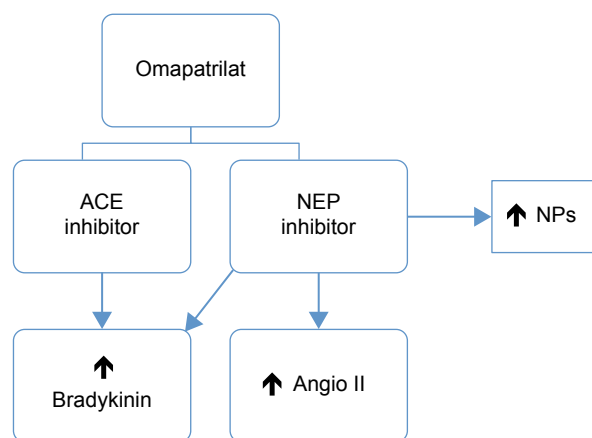 Omapatrilat
ACE
inhibitor
NEP
inhibitor
↑ NPs
↑
Bradykinin
↑ Angio II